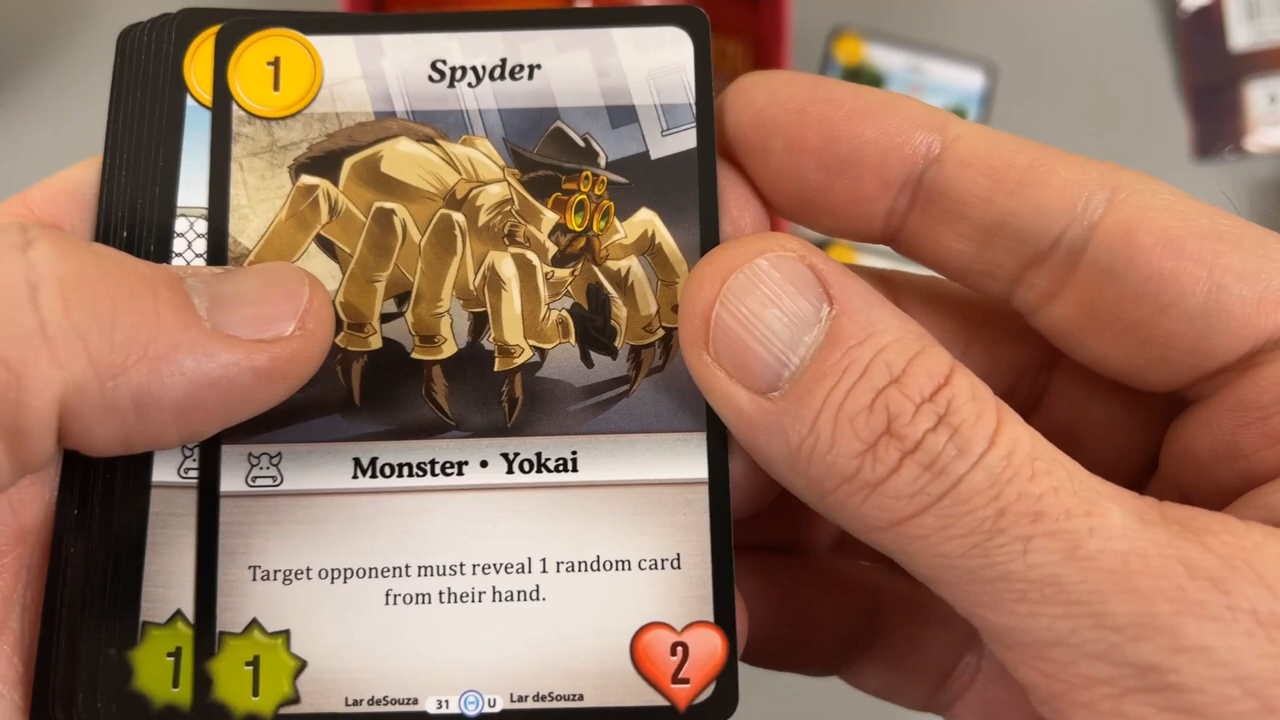 1
Spyder
Monster • Yokai
Target opponent must reveal 1 random card
from their hand.
1
1
2
Lar deSouza 31 U Lar deSouza